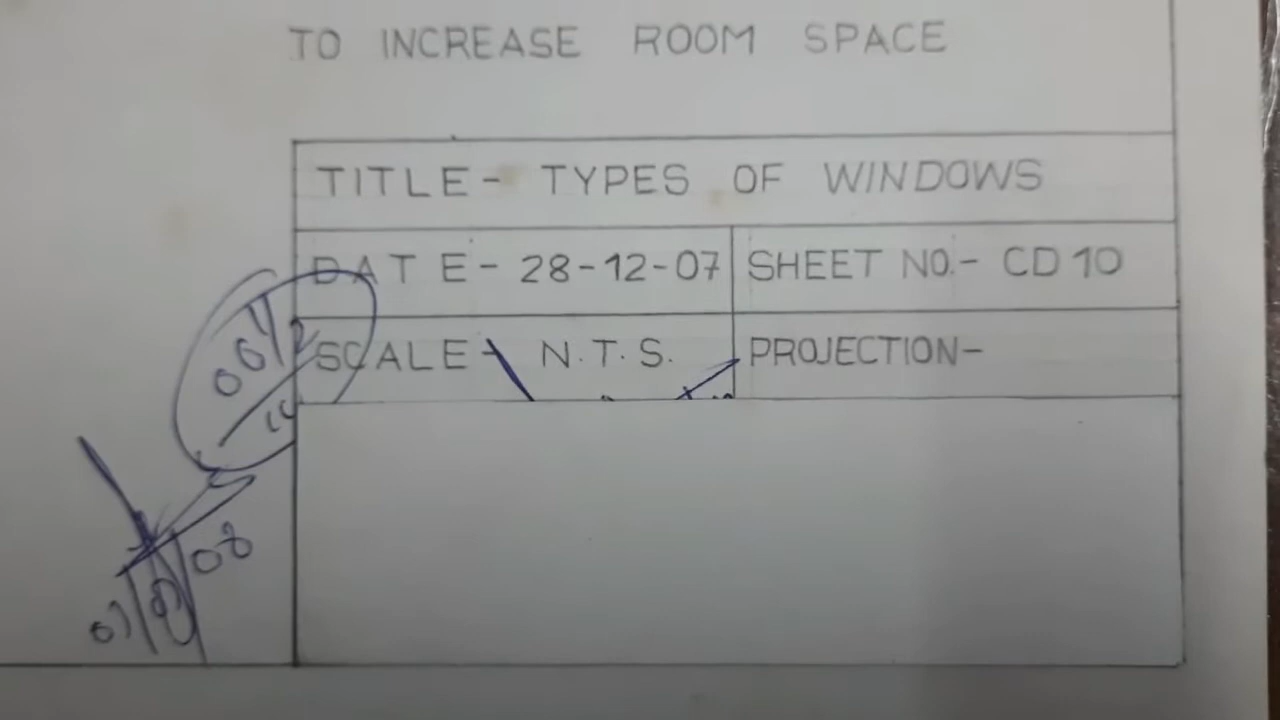 TO INCREASE ROOM SPACE
TITLE- TYPES OF WINDOWS
DATE- 28-12-07 SHEET NO.- CD 10
SCALE- N.T.S. PROJECTION-